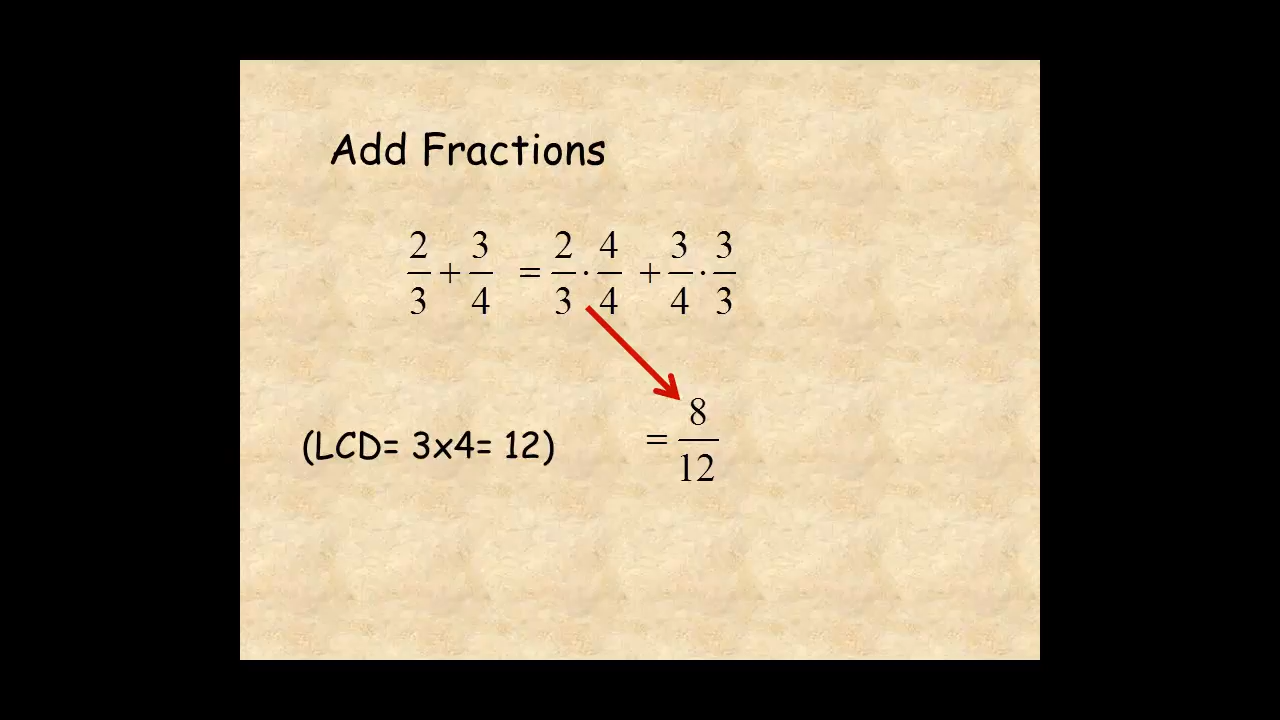 Add Fractions
2/3 + 3/4 = 2/3 · 4/4 + 3/4 · 3/3
(LCD= 3x4= 12)
= 8/12